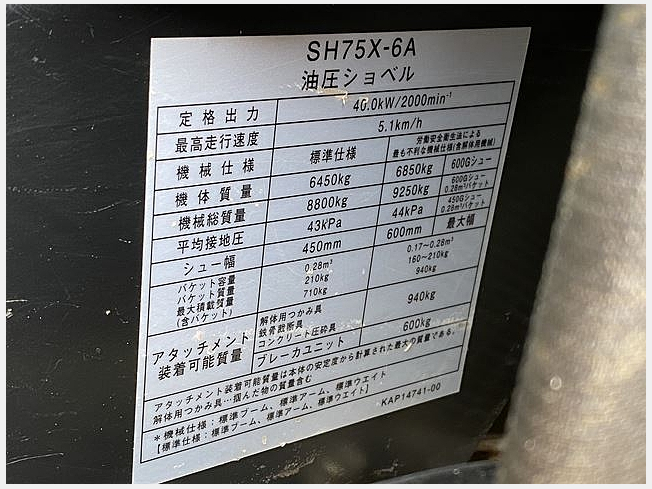 SH75X-6A
油圧ショベル
定格出力 40.0kW/2000min⁻¹
最高走行速度 5.1km/h
機械仕様 標準仕様 労働安全衛生法による
最も不利な機械仕様(含解体用機械)
機体質量 6450kg 6850kg 600Gシュー
機械総質量 8800kg 9250kg 600Gシュー
0.28m³バケット
平均接地圧 43kPa 44kPa 450Gシュー
0.28m³バケット
シュー幅 450mm 600mm 最大幅
バケット容量 0.28m³ 0.17~0.28m³
バケット質量 210kg 160~210kg
最大積載質量 710kg 940kg
(含バケット)
アタッチメント
装着可能質量
解体用つかみ具
鉄骨裁断具
コンクリート圧砕具
940kg
ブレーカユニット 600kg
アタッチメント装着可能質量は本体の安定度から計算された最大の質量である。
解体用つかみ具…掴んだ物の質量含む
*機械仕様:標準ブーム、標準アーム、標準ウエイト
【標準仕様:標準ブーム、標準アーム、標準ウエイト】
KAP14741-00